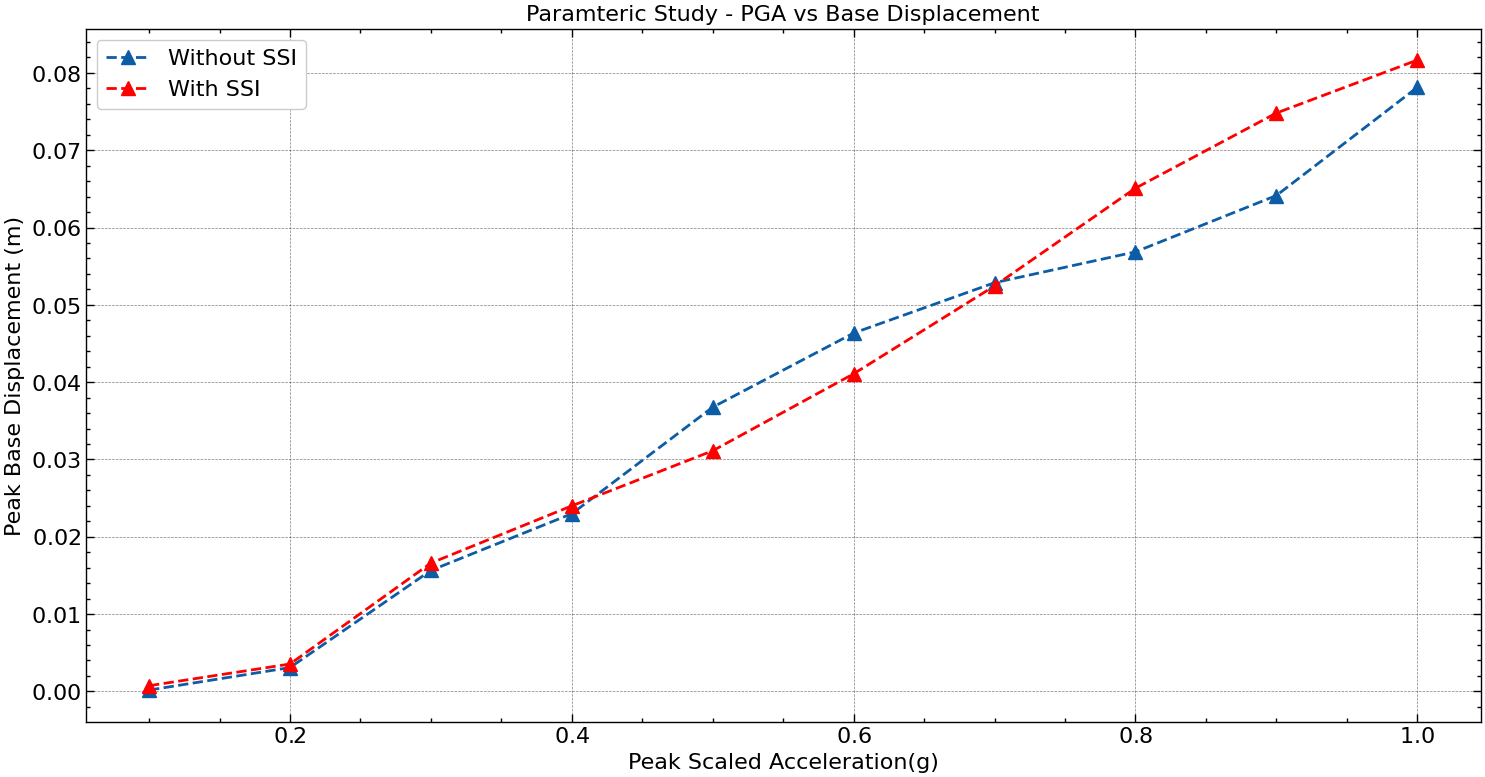 Paramteric Study - PGA vs Base Displacement
Without SSI
With SSI
Peak Base Displacement (m)
0.08
0.07
0.06
0.05
0.04
0.03
0.02
0.01
0.00
0.2
0.4
0.6
0.8
1.0
Peak Scaled Acceleration(g)